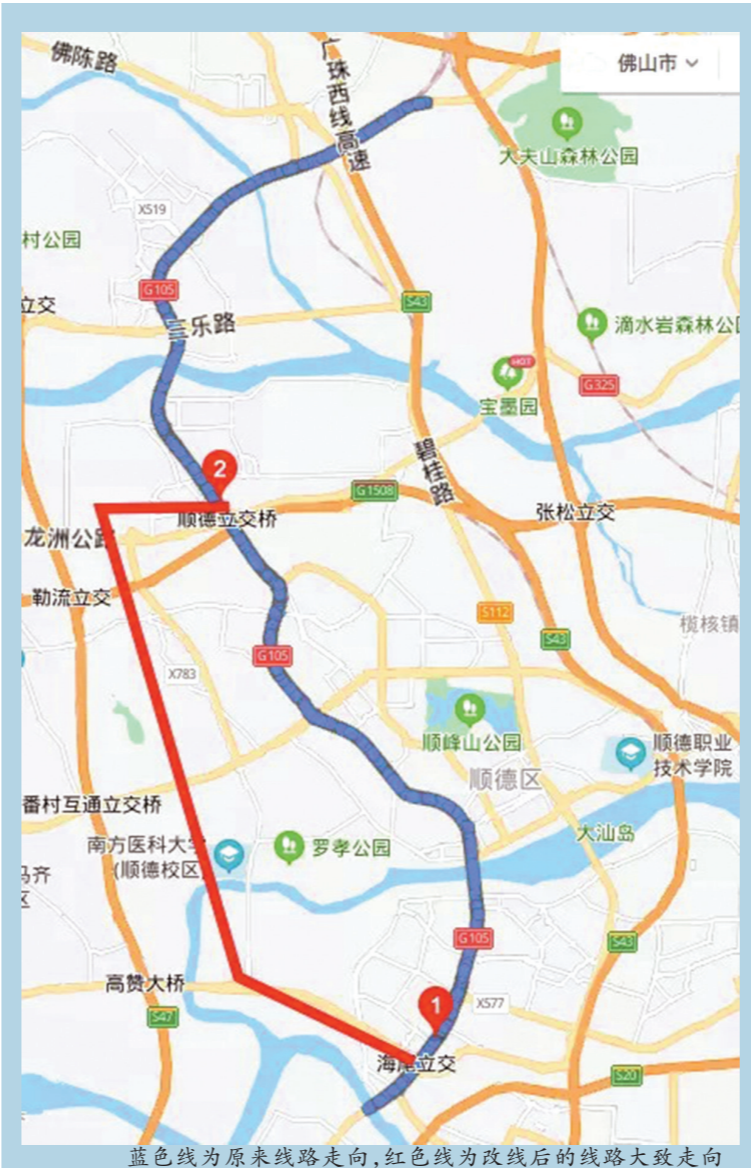 佛陈路
广珠西线高速
佛山市
大夫山森林公园
X519
村公园
G105
立交
三乐路
S43
滴水岩森林公
HOT
G325
宝墨园
碧桂路
2
G1508
顺德立交桥
张松立交
龙洲公路
勒流立交
S112
S43
榄核镇
G105
X783
顺峰山公园
顺德职业
技术学院
顺德区
番村互通立交桥
大汕岛
南方医科大学
(顺德校区)
罗孝公园
马齐
区
G105
S43
高赞大桥
1
X577
S47
海尾立交
S20
蓝色线为原来线路走向,红色线为改线后的线路大致走向